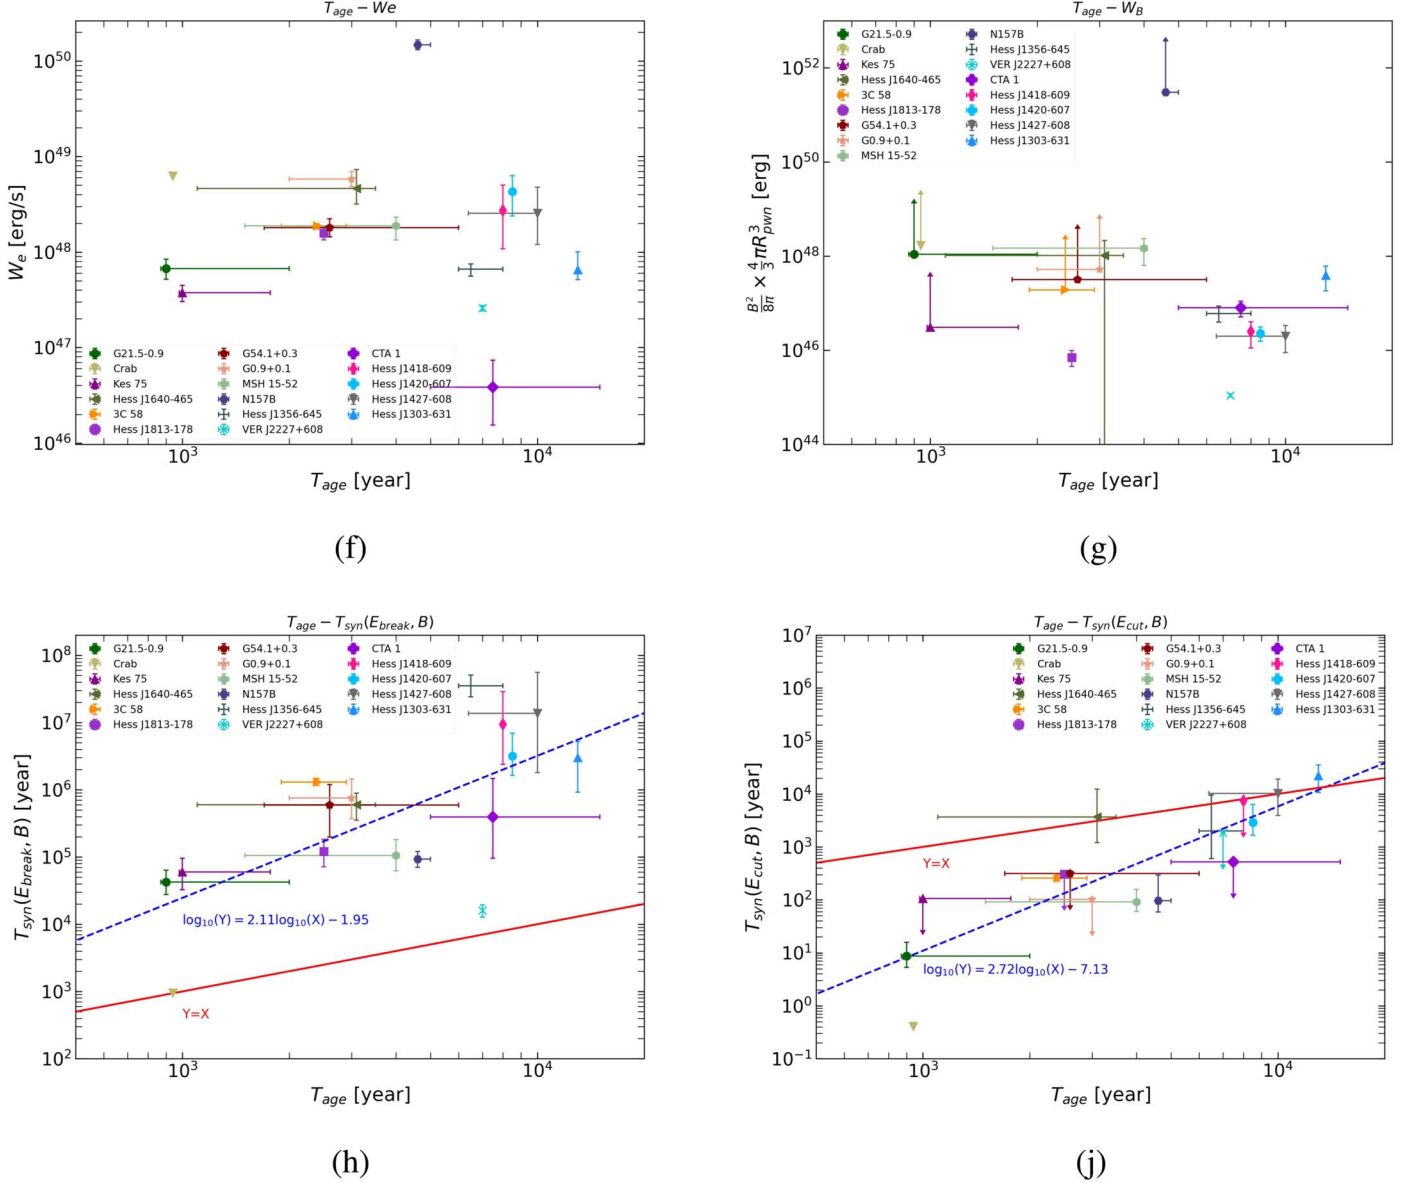 T_age − We
10^50
10^49
10^48
10^47
10^46
W_e [erg/s]
G21.5-0.9
Crab
Kes 75
Hess J1640-465
3C 58
Hess J1813-178
G54.1+0.3
G0.9+0.1
MSH 15-52
N157B
Hess J1356-645
VER J2227+608
CTA 1
Hess J1418-609
Hess J1420-607
Hess J1427-608
Hess J1303-631
10^3
10^4
T_age [year]
(f)
T_age − W_B
10^52
10^50
10^48
10^46
10^44
B^2/8π × 4/3 πR^3_pwn [erg]
G21.5-0.9
Crab
Kes 75
Hess J1640-465
3C 58
Hess J1813-178
G54.1+0.3
G0.9+0.1
MSH 15-52
N157B
Hess J1356-645
VER J2227+608
CTA 1
Hess J1418-609
Hess J1420-607
Hess J1427-608
Hess J1303-631
10^3
10^4
T_age [year]
(g)
T_age − T_syn(E_break, B)
10^8
10^7
10^6
10^5
10^4
10^3
10^2
T_syn(E_break, B) [year]
G21.5-0.9
Crab
Kes 75
Hess J1640-465
3C 58
Hess J1813-178
G54.1+0.3
G0.9+0.1
MSH 15-52
N157B
Hess J1356-645
VER J2227+608
CTA 1
Hess J1418-609
Hess J1420-607
Hess J1427-608
Hess J1303-631
log_10(Y) = 2.11log_10(X) − 1.95
Y=X
10^3
10^4
T_age [year]
(h)
T_age − T_syn(E_cut, B)
10^7
10^6
10^5
10^4
10^3
10^2
10^1
10^0
10^−1
T_syn(E_cut, B) [year]
G21.5-0.9
Crab
Kes 75
Hess J1640-465
3C 58
Hess J1813-178
G54.1+0.3
G0.9+0.1
MSH 15-52
N157B
VER J2227+608
Hess J1356-645
CTA 1
Hess J1418-609
Hess J1420-607
Hess J1427-608
Hess J1303-631
Y=X
log_10(Y) = 2.72log_10(X) − 7.13
10^3
10^4
T_age [year]
(j)